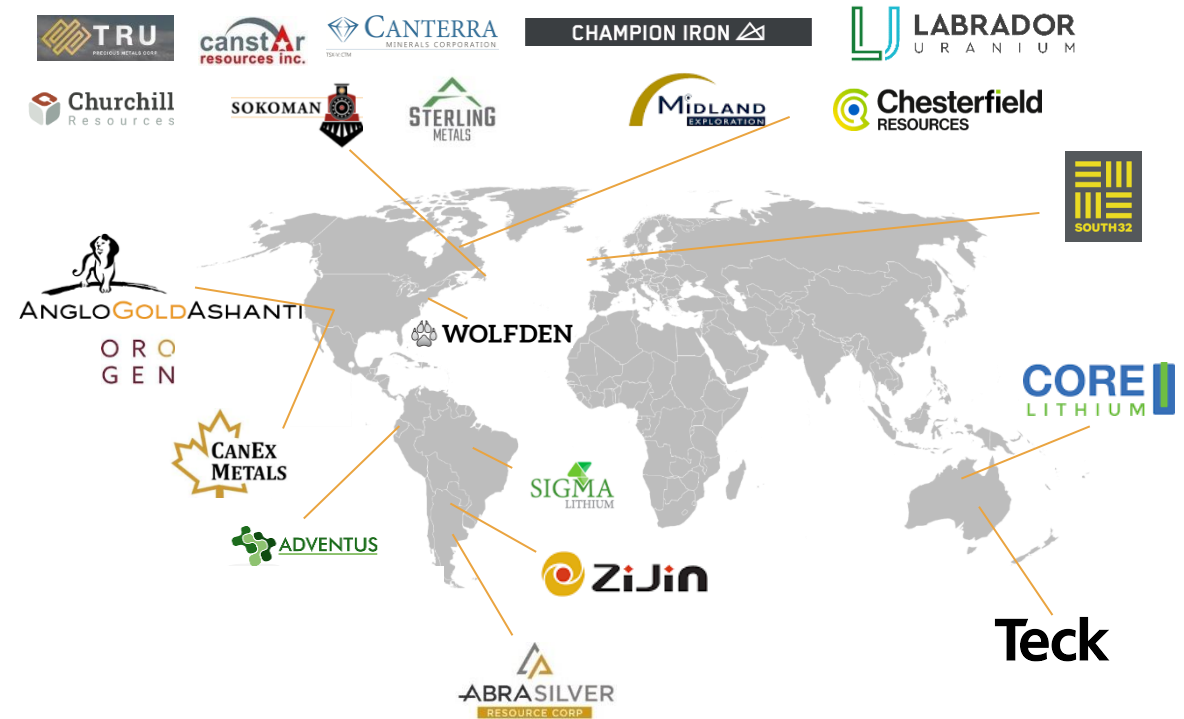 TRU
PRECIOUS METALS CORP
canstAr
resources inc.
CANTERRA
MINERALS CORPORATION
TSX-V:CTM
CHAMPION IRON
LABRADOR
URANIUM
Churchill
Resources
SOKOMAN
STERLING
METALS
MIDLAND
EXPLORATION
Chesterfield
RESOURCES
SOUTH32
ANGLOGOLDASHANTI
ORO
GEN
WOLFDEN
CORE
LITHIUM
CANEX
METALS
SIGMA
LITHIUM
ADVENTUS
ZiJin
Teck
ABRASILVER
RESOURCE CORP